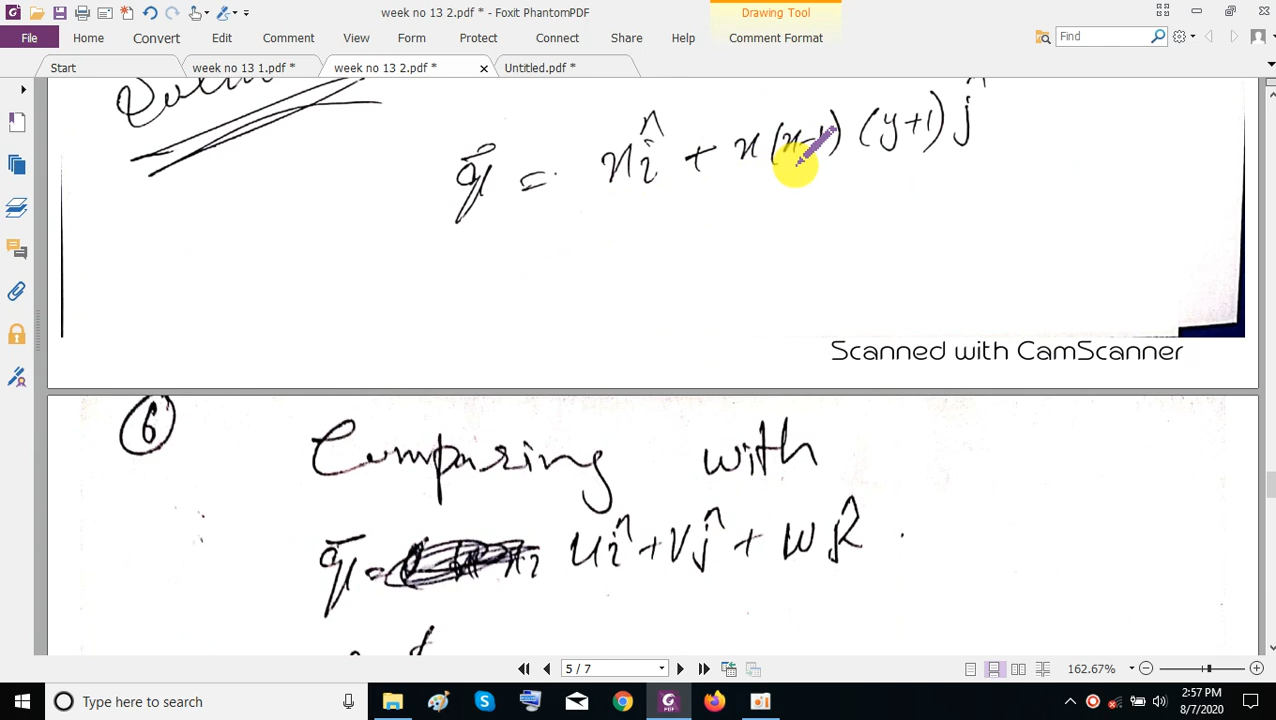 week no 13 2.pdf * - Foxit PhantomPDF
Drawing Tool
File Home Convert Edit Comment View Form Protect Connect Share Help Comment Format Find
Start week no 13 1.pdf * week no 13 2.pdf * Untitled.pdf *
q̄ = xî + x(x-1)(y+1)ĵ
Scanned with CamScanner
6 Comparing with
q̄ = uî + vĵ + wk̂.
5 / 7 162.67%
Type here to search
2:57 PM
8/7/2020